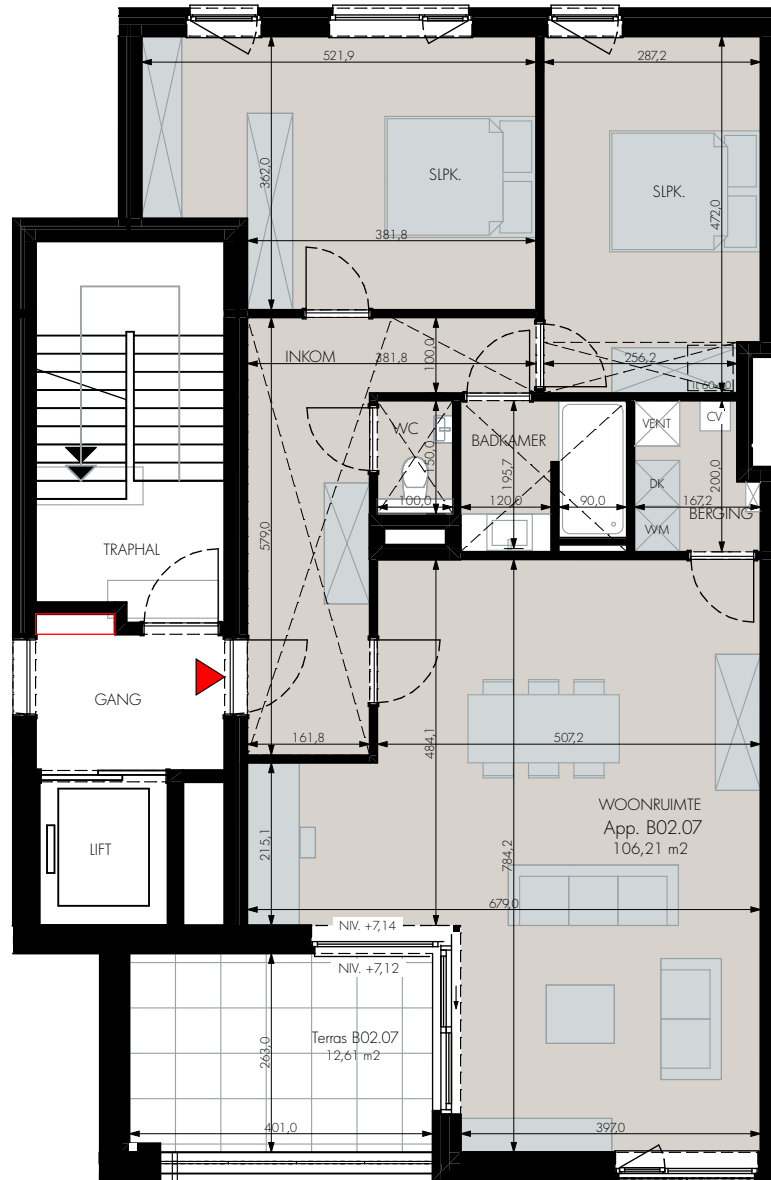 521,9
287,2
362,0
SLPK.
SLPK.
472,0
381,8
INKOM
381,8
100,0
256,2
WC
150,0
BADKAMER
VENT
CV
195,7
DK
200,0
100,0
120,0
90,0
167,2
BERGING
WM
579,0
TRAPHAL
GANG
161,8
484,1
507,2
WOONRUIMTE
App. B02.07
106,21 m2
LIFT
215,1
784,2
679,0
NIV. +7,14
NIV. +7,12
Terras B02.07
12,61 m2
263,0
401,0
397,0